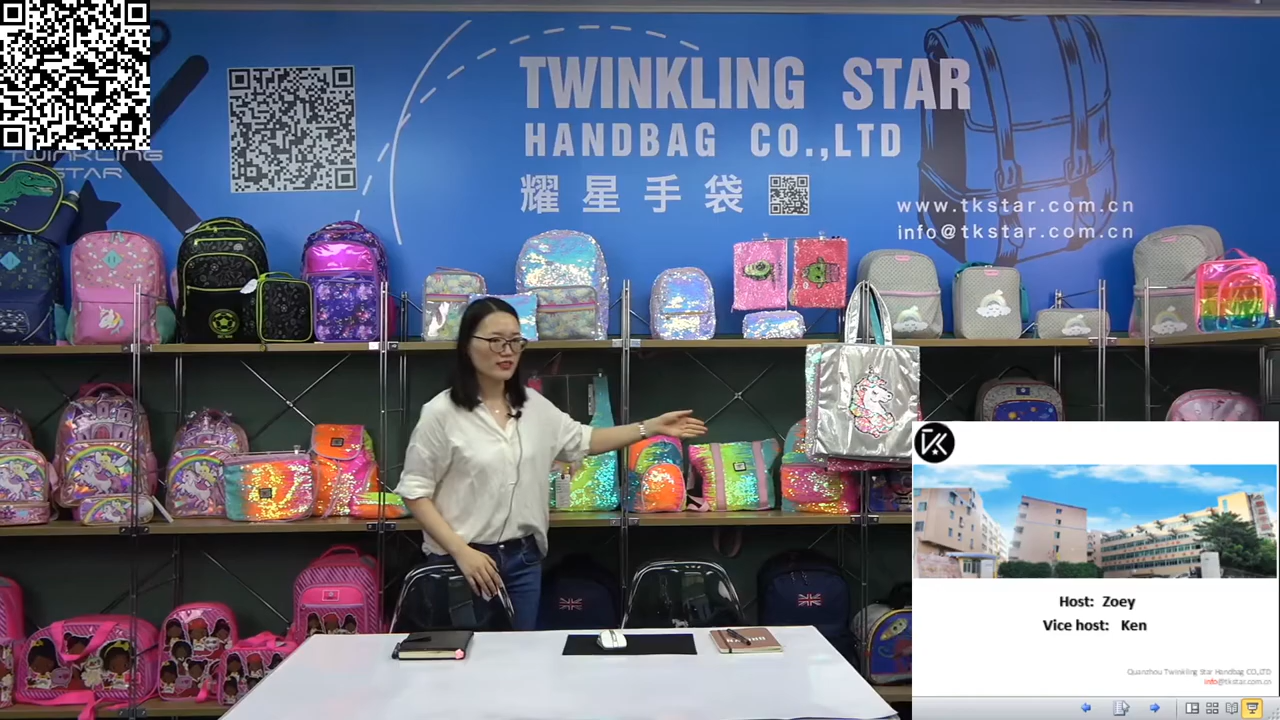 TWINKLING STAR
HANDBAG CO.,LTD
耀星手袋
www.tkstar.com.cn
info@tkstar.com.cn
TWINKLING
STAR
Host: Zoey
Vice host: Ken
Quanzhou Twinkling Star Handbag CO.,LTD
info@tkstar.com.cn